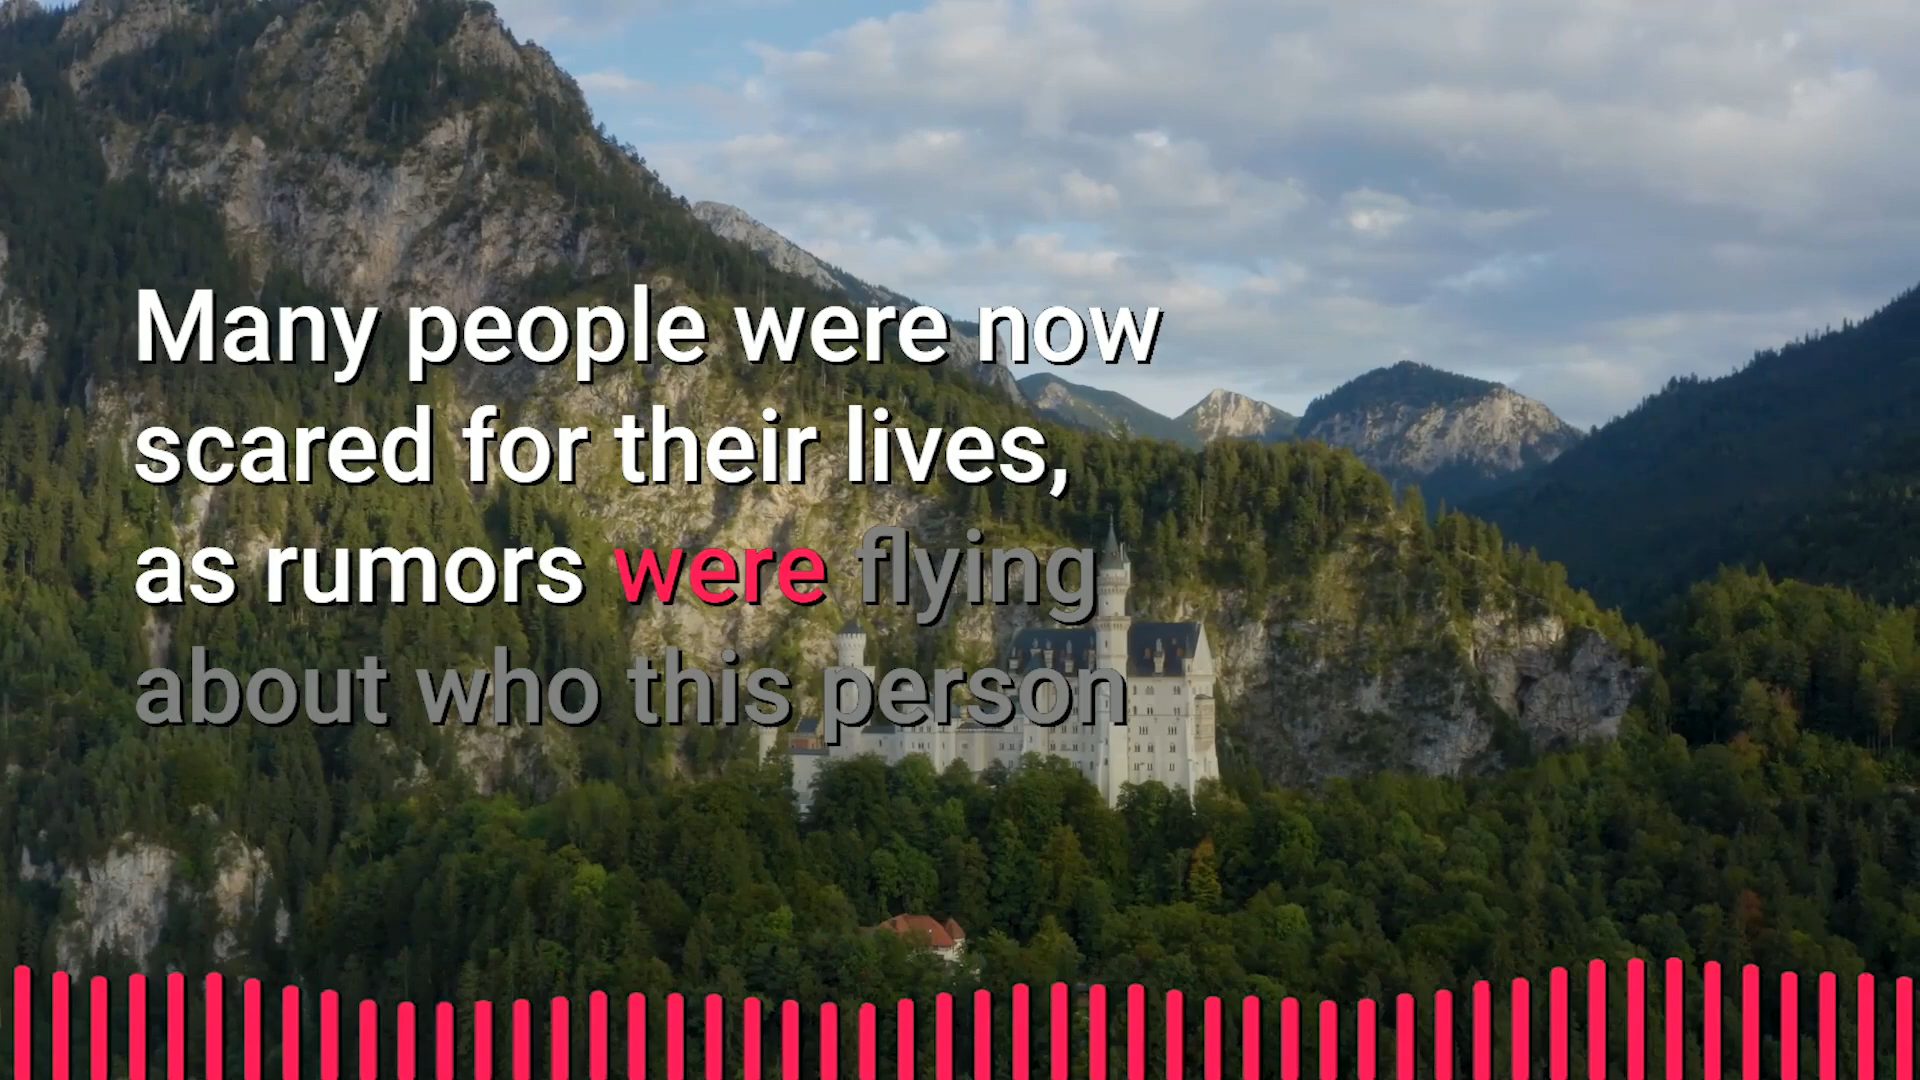 Many people were now
scared for their lives,
as rumors were flying
about who this person